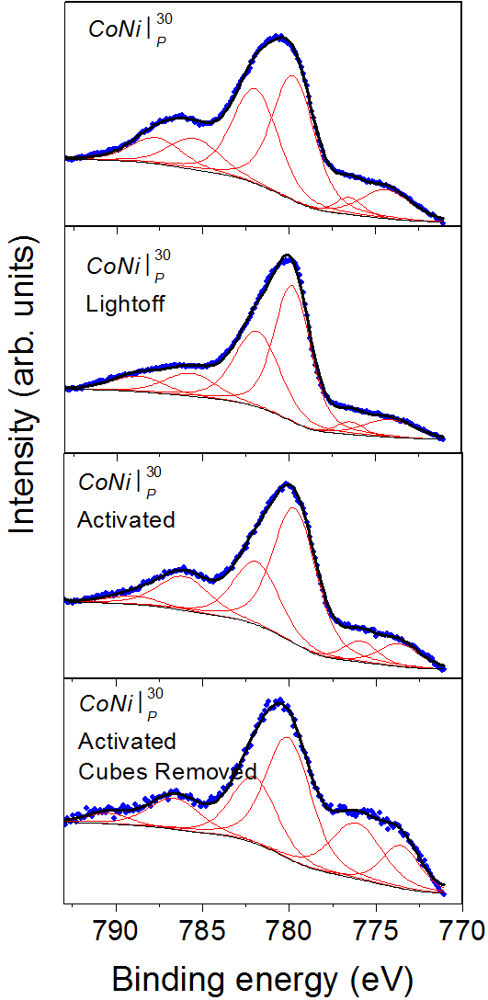 CoNi|30P
CoNi|30P
Lightoff
CoNi|30P
Activated
CoNi|30P
Activated
Cubes Removed
Intensity (arb. units)
790 785 780 775 770
Binding energy (eV)